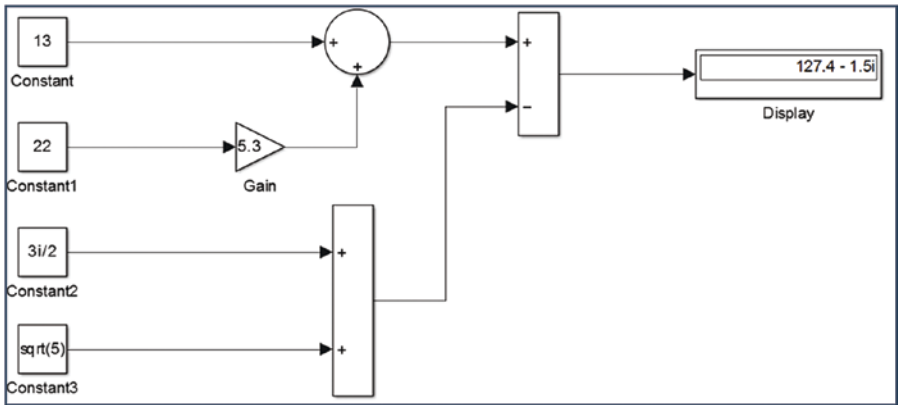 13
+
+
Constant
+
−
127.4 - 1.5i
Display
22
5.3
Constant1
Gain
3i/2
+
Constant2
sqrt(5)
+
Constant3